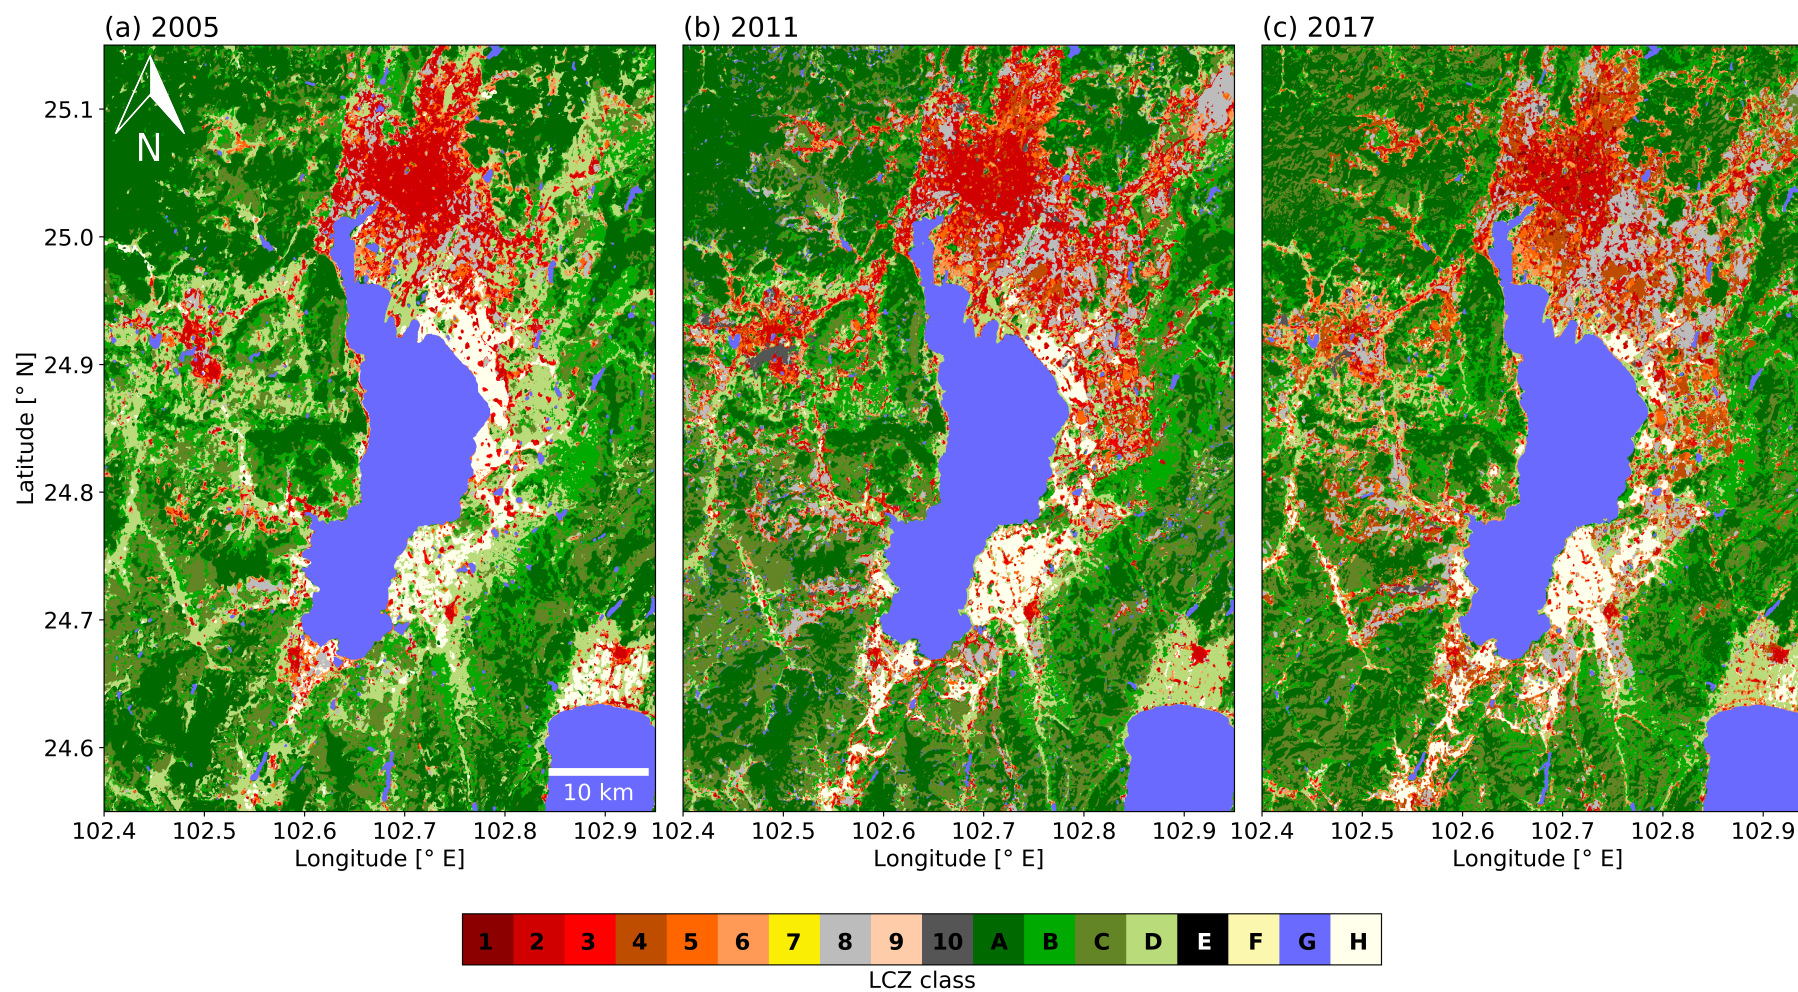 (a) 2005
(b) 2011
(c) 2017
N
25.1
25.0
24.9
24.8
24.7
24.6
Latitude [° N]
10 km
102.4 102.5 102.6 102.7 102.8 102.9
102.4 102.5 102.6 102.7 102.8 102.9
102.4 102.5 102.6 102.7 102.8 102.9
Longitude [° E]
Longitude [° E]
Longitude [° E]
1 2 3 4 5 6 7 8 9 10 A B C D E F G H
LCZ class